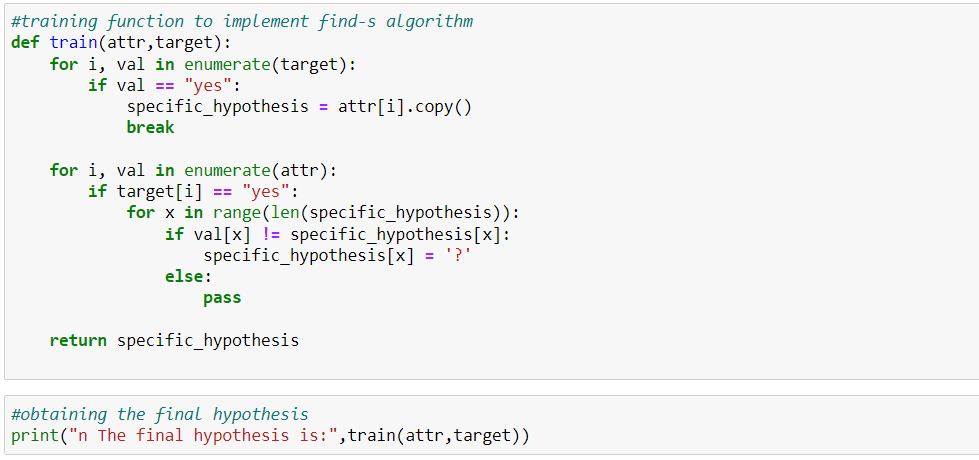 #training function to implement find-s algorithm
def train(attr,target):
    for i, val in enumerate(target):
        if val == "yes":
            specific_hypothesis = attr[i].copy()
            break

    for i, val in enumerate(attr):
        if target[i] == "yes":
            for x in range(len(specific_hypothesis)):
                if val[x] != specific_hypothesis[x]:
                    specific_hypothesis[x] = '?'
                else:
                    pass

    return specific_hypothesis

#obtaining the final hypothesis
print("n The final hypothesis is:",train(attr,target))